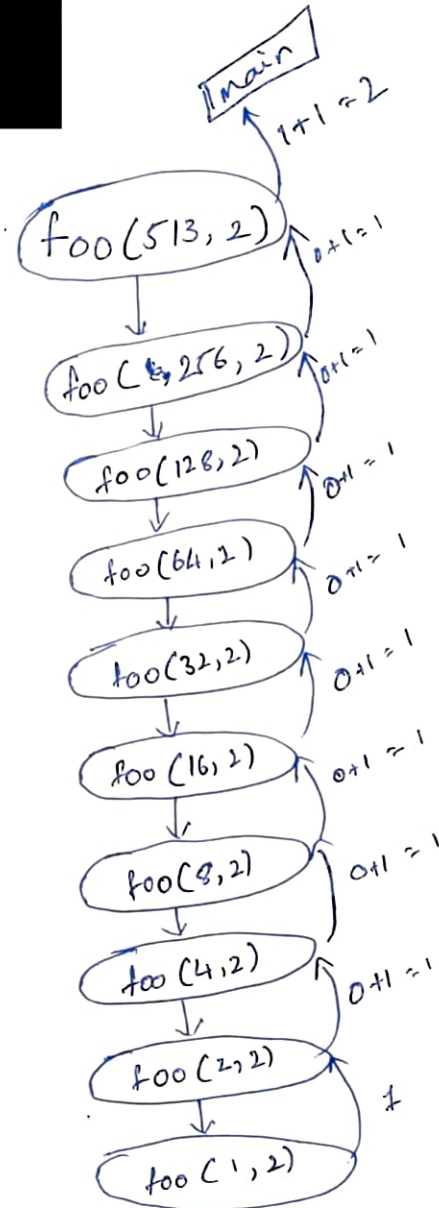 main
1+1=2
foo(513, 2)
0+1=1
foo( 256, 2)
0+1=1
foo(128,2)
0+1=1
foo(64,2)
0+1=1
foo(32,2)
0+1=1
foo(16,2)
0+1=1
foo(8,2)
0+1=1
foo(4,2)
0+1=1
foo(2,2)
1
foo(1,2)